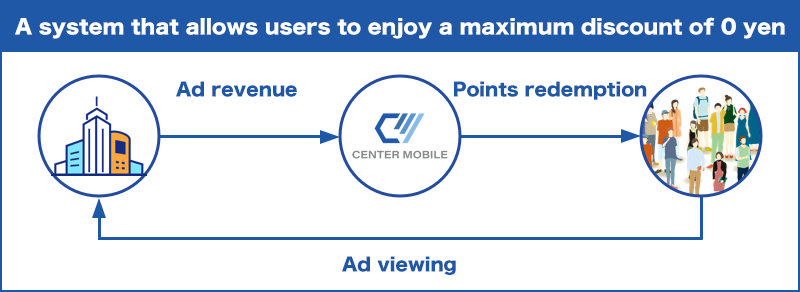 A system that allows users to enjoy a maximum discount of 0 yen
Ad revenue
Points redemption
CENTER MOBILE
Ad viewing